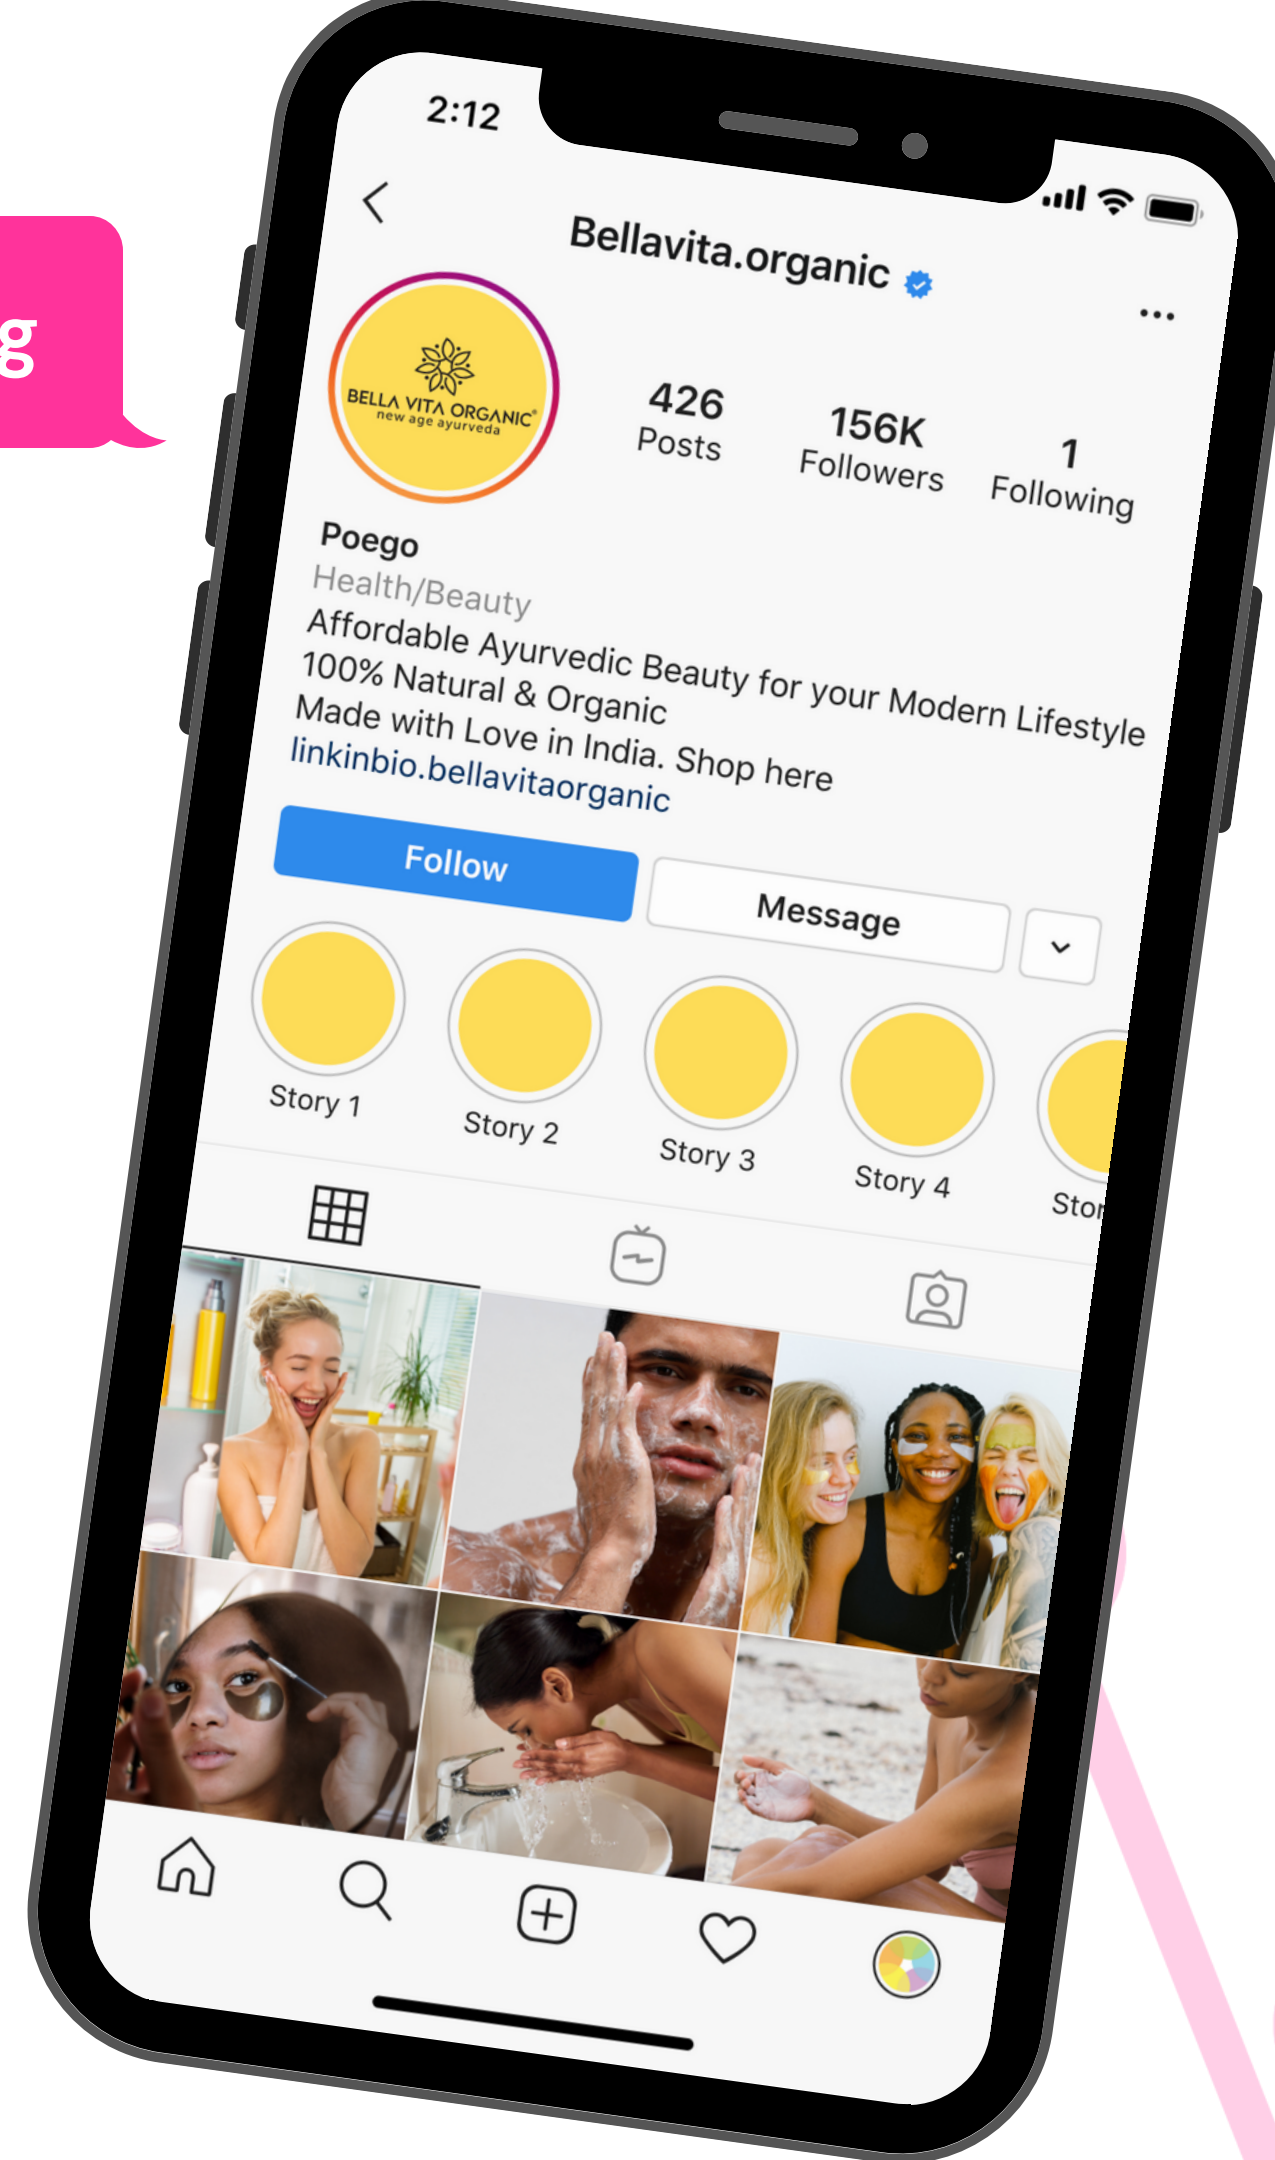 2:12
Bellavita.organic
g
BELLA VITA ORGANIC®
new age ayurveda
426
Posts
156K
Followers
1
Following
Poego
Health/Beauty
Affordable Ayurvedic Beauty for your Modern Lifestyle
100% Natural & Organic
Made with Love in India. Shop here
linkinbio.bellavitaorganic
Follow
Message
Story 1
Story 2
Story 3
Story 4
Stor